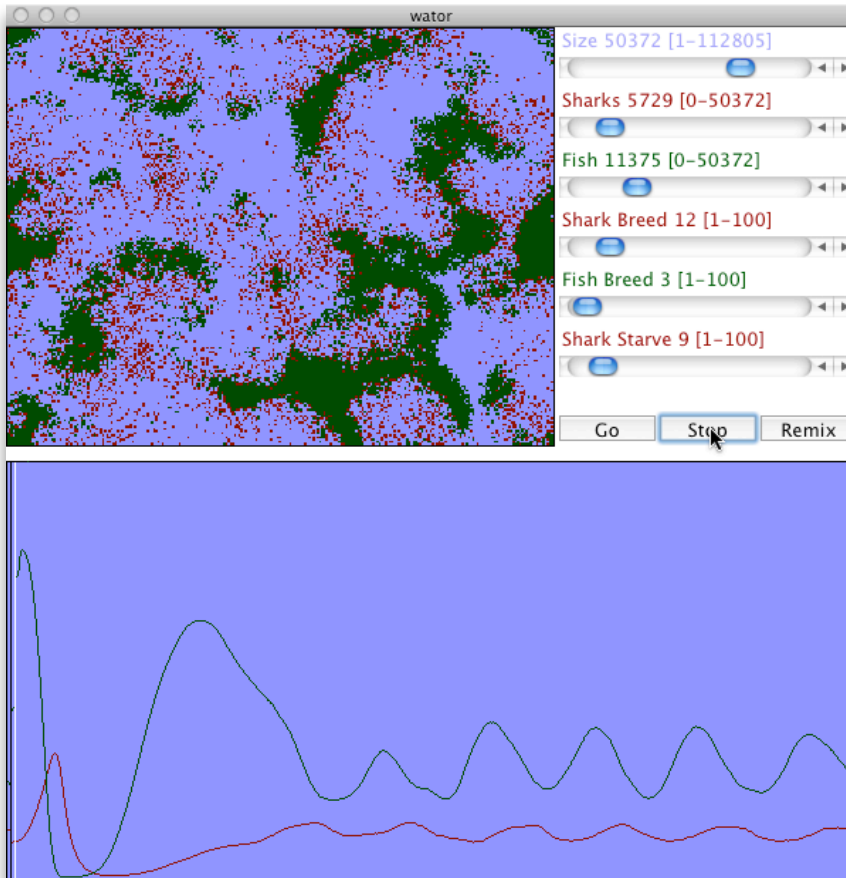 wator
Size 50372 [1-112805]
Sharks 5729 [0-50372]
Fish 11375 [0-50372]
Shark Breed 12 [1-100]
Fish Breed 3 [1-100]
Shark Starve 9 [1-100]
Go Stop Remix